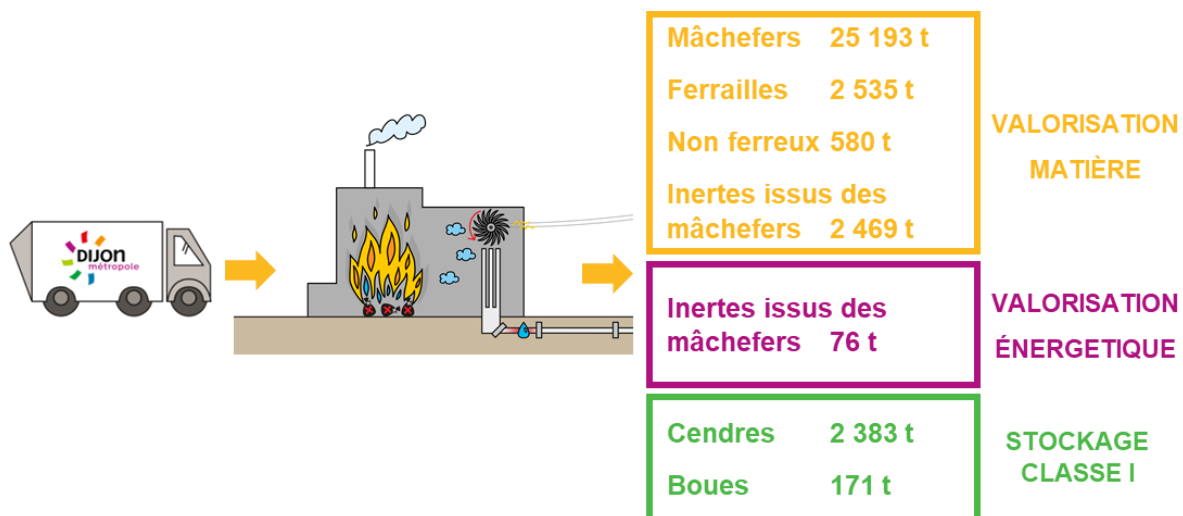 Mâchefers 25 193 t
Ferrailles 2 535 t
Non ferreux 580 t
Inertes issus des
mâchefers 2 469 t
VALORISATION
MATIÈRE
DIJON
métropole
Inertes issus des
mâchefers 76 t
VALORISATION
ÉNERGETIQUE
Cendres 2 383 t
Boues 171 t
STOCKAGE
CLASSE I